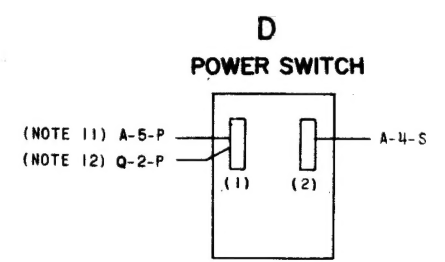 D
POWER SWITCH
(NOTE 11) A-5-P
A-4-S
(NOTE 12) Q-2-P
(1) (2)